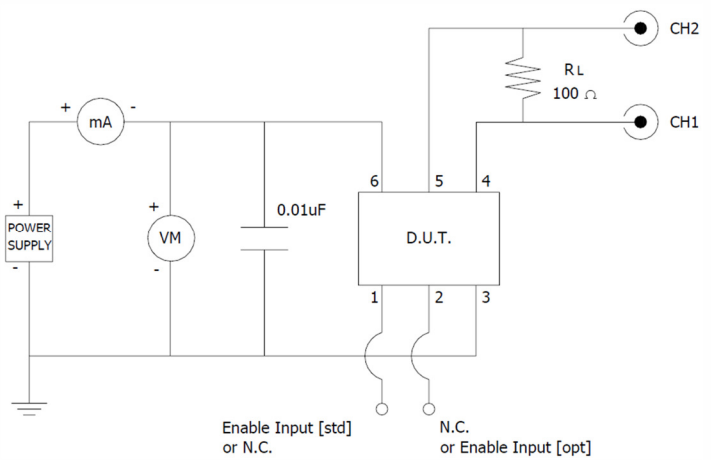 CH2
RL
100 Ω
+ -
mA
CH1
6 5 4
+
POWER
SUPPLY
-
+
VM
-
0.01uF
D.U.T.
1 2 3
Enable Input [std]
or N.C.
N.C.
or Enable Input [opt]